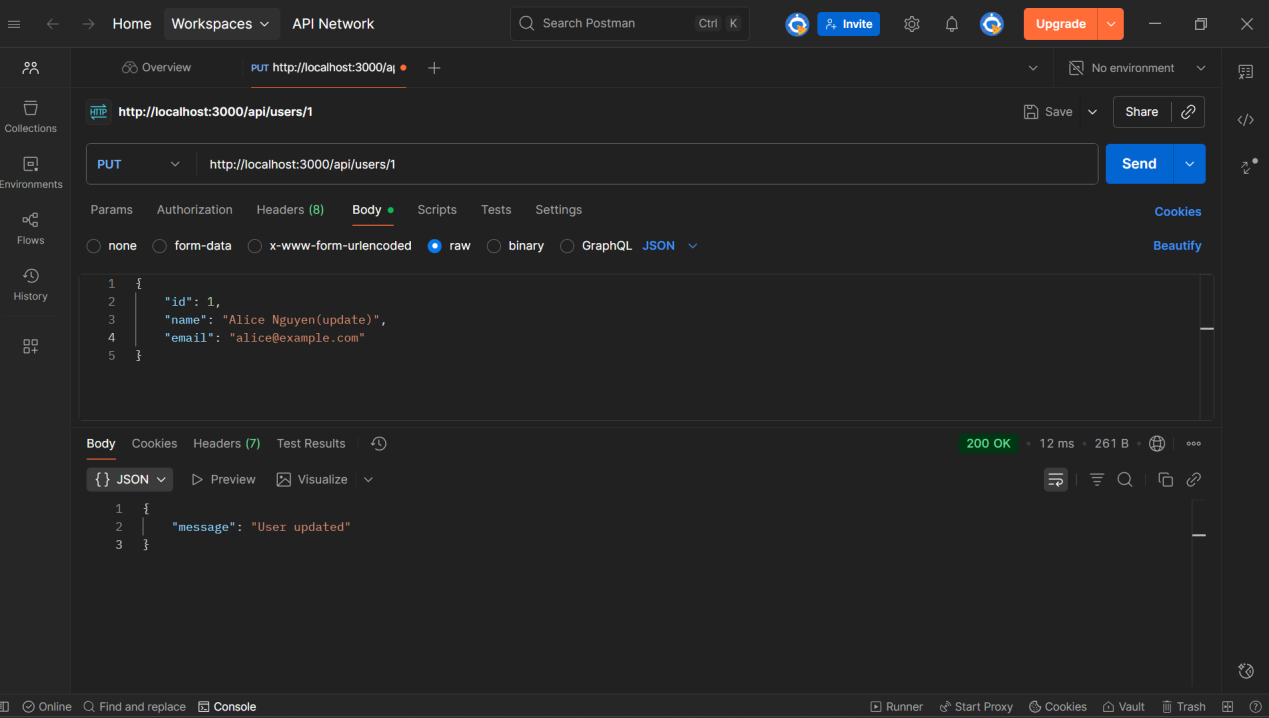 Home Workspaces API Network Search Postman Ctrl K Invite Upgrade
Overview PUT http://localhost:3000/a No environment
HTTP http://localhost:3000/api/users/1 Save Share
Collections
Environments
Flows
History
PUT http://localhost:3000/api/users/1 Send
Params Authorization Headers (8) Body Scripts Tests Settings Cookies
none form-data x-www-form-urlencoded raw binary GraphQL JSON Beautify
1 {
2 "id": 1,
3 "name": "Alice Nguyen(update)",
4 "email": "alice@example.com"
5 }
Body Cookies Headers (7) Test Results 200 OK • 12 ms • 261 B •
{} JSON Preview Visualize
1 {
2 "message": "User updated"
3 }
Online Find and replace Console Runner Start Proxy Cookies Vault Trash